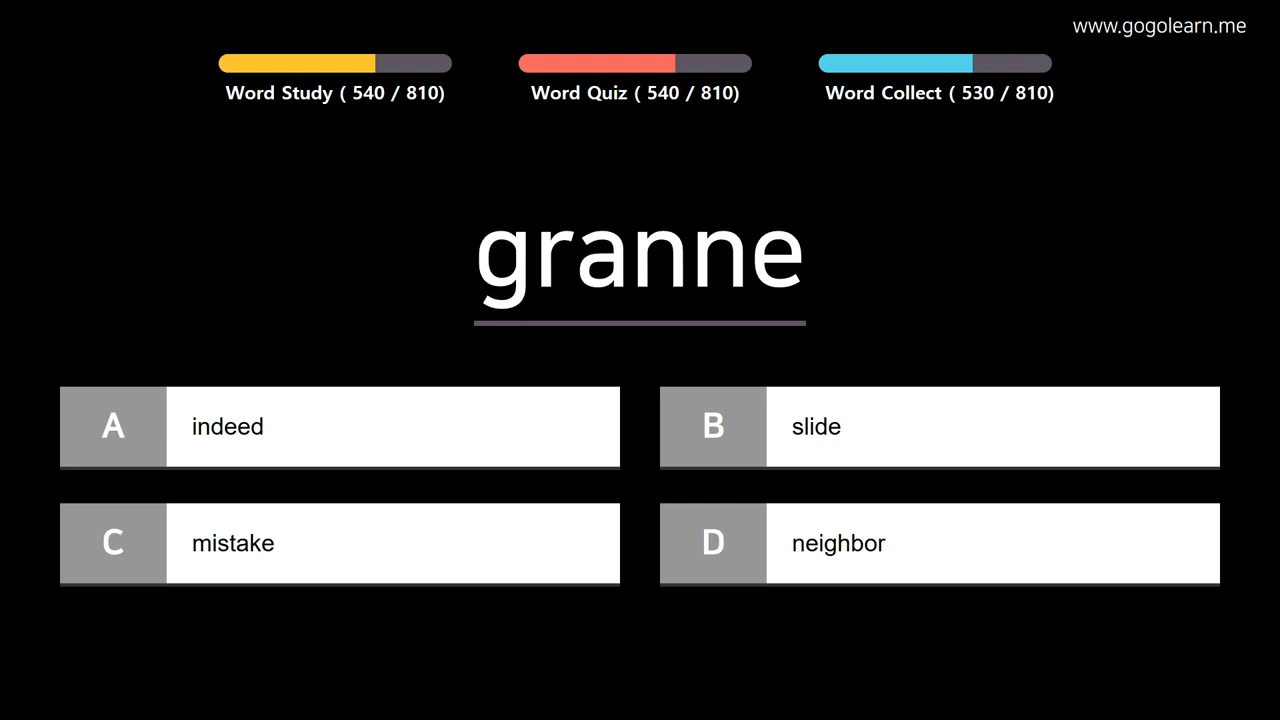 www.gogolearn.me
Word Study ( 540 / 810)
Word Quiz ( 540 / 810)
Word Collect ( 530 / 810)
granne
A indeed
B slide
C mistake
D neighbor